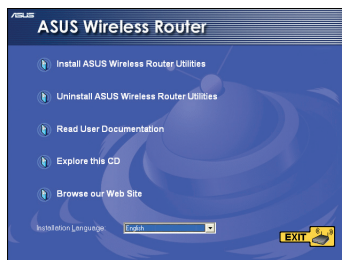 ASUS
ASUS Wireless Router
Install ASUS Wireless Router Utilities
Uninstall ASUS Wireless Router Utilities
Read User Documentation
Explore this CD
Browse our Web Site
Installation Language: English
EXIT